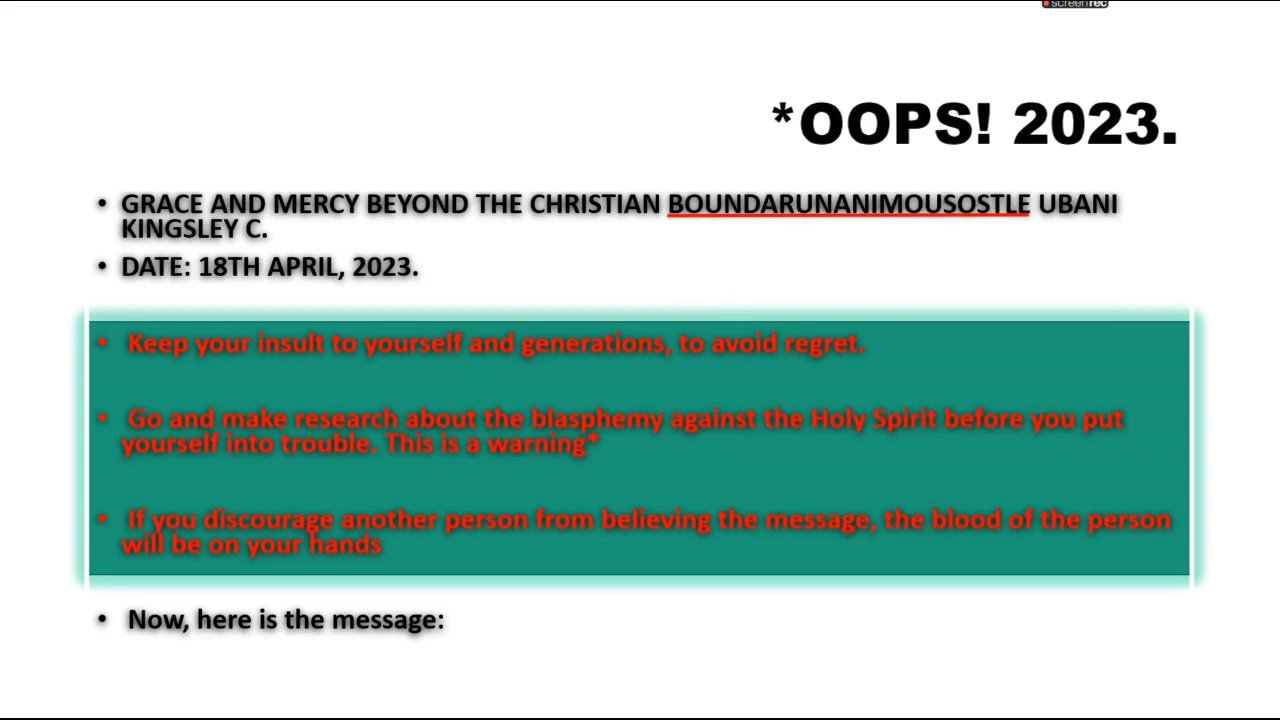 screenrec
*OOPS! 2023.
• GRACE AND MERCY BEYOND THE CHRISTIAN BOUNDARUNANIMOUSOSTLE UBANI
KINGSLEY C.
• DATE: 18TH APRIL, 2023.
• Keep your insult to yourself and generations, to avoid regret.
• Go and make research about the blasphemy against the Holy Spirit before you put
yourself into trouble. This is a warning*
• If you discourage another person from believing the message, the blood of the person
will be on your hands
• Now, here is the message: